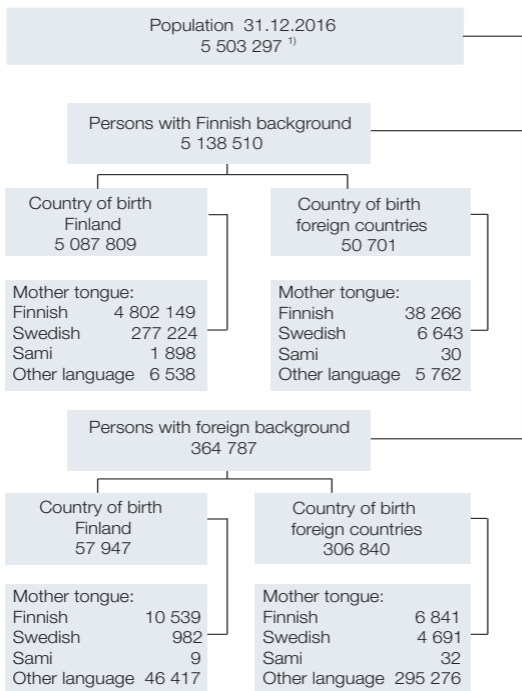 Population 31.12.2016
5 503 297 1)
Persons with Finnish background
5 138 510
Country of birth
Finland
5 087 809
Country of birth
foreign countries
50 701
Mother tongue:
Finnish 4 802 149
Swedish 277 224
Sami 1 898
Other language 6 538
Mother tongue:
Finnish 38 266
Swedish 6 643
Sami 30
Other language 5 762
Persons with foreign background
364 787
Country of birth
Finland
57 947
Country of birth
foreign countries
306 840
Mother tongue:
Finnish 10 539
Swedish 982
Sami 9
Other language 46 417
Mother tongue:
Finnish 6 841
Swedish 4 691
Sami 32
Other language 295 276